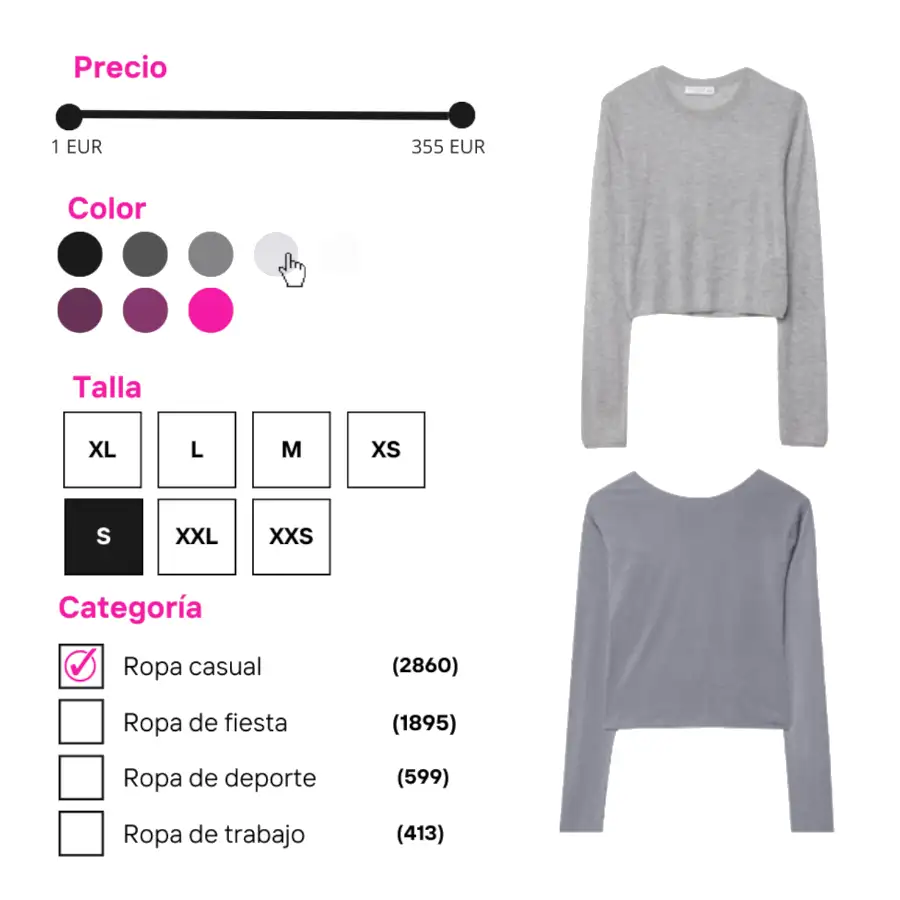 Precio
1 EUR 355 EUR
Color
Talla
XL L M XS
S XXL XXS
Categoría
Ropa casual (2860)
Ropa de fiesta (1895)
Ropa de deporte (599)
Ropa de trabajo (413)